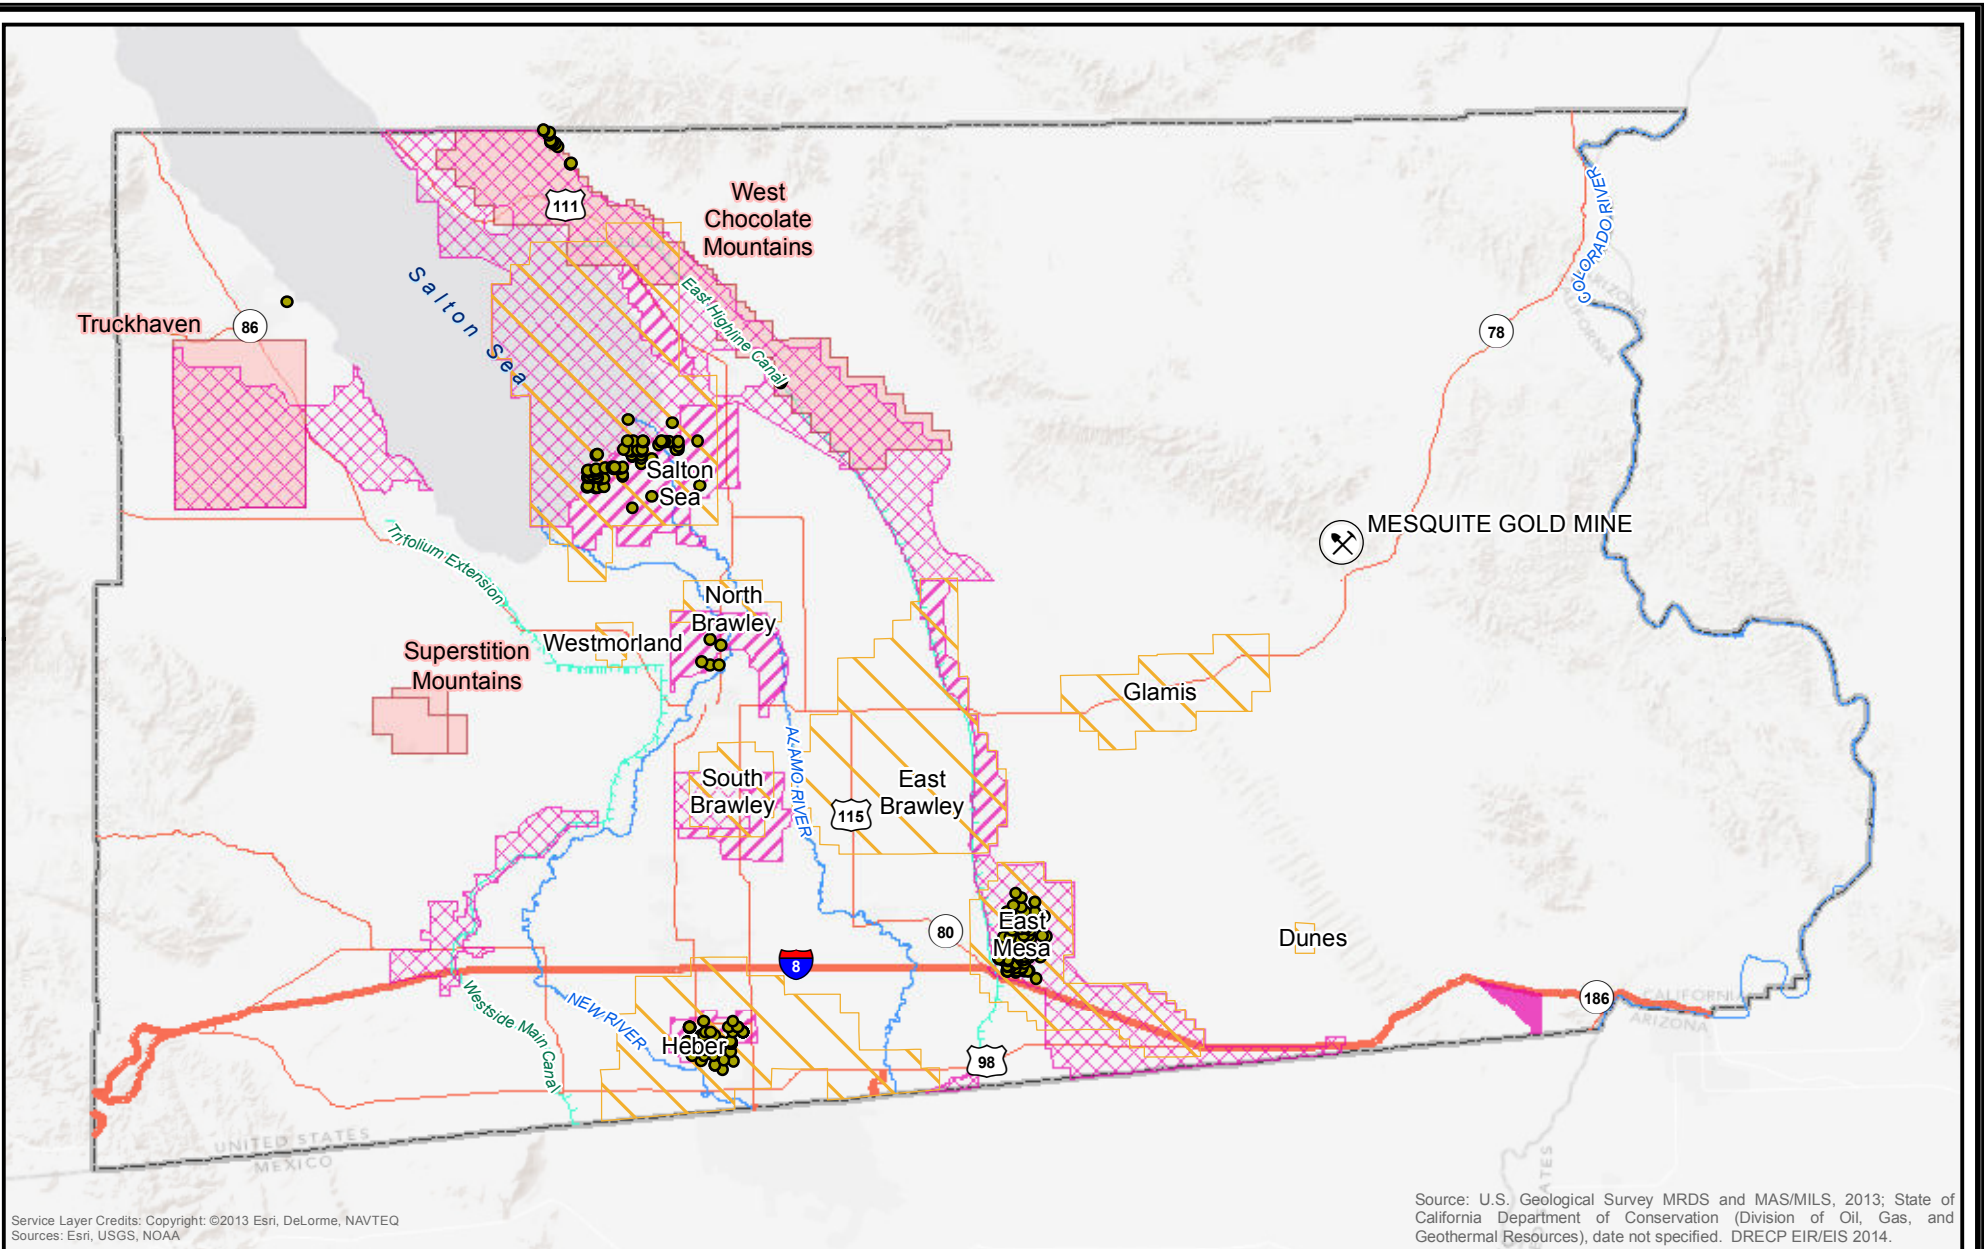 West
Chocolate
Mountains
111
COLORADO RIVER
ARIZONA
CALIFORNIA
Salton Sea
East Highline Canal
Truckhaven
86
78
Salton
Sea
MESQUITE GOLD MINE
Trifolium Extension
North
Brawley
Westmorland
Superstition
Mountains
Glamis
ALAMO RIVER
South
Brawley
East
Brawley
115
80
East
Mesa
Dunes
8
186
CALIFORNIA
ARIZONA
Westside Main Canal
NEW RIVER
Heber
98
UNITED STATES
MEXICO
Service Layer Credits: Copyright: ©2013 Esri, DeLorme, NAVTEQ
Sources: Esri, USGS, NOAA
Source: U.S. Geological Survey MRDS and MAS/MILS, 2013; State of
California Department of Conservation (Division of Oil, Gas, and
Geothermal Resources), date not specified. DRECP EIR/EIS 2014.